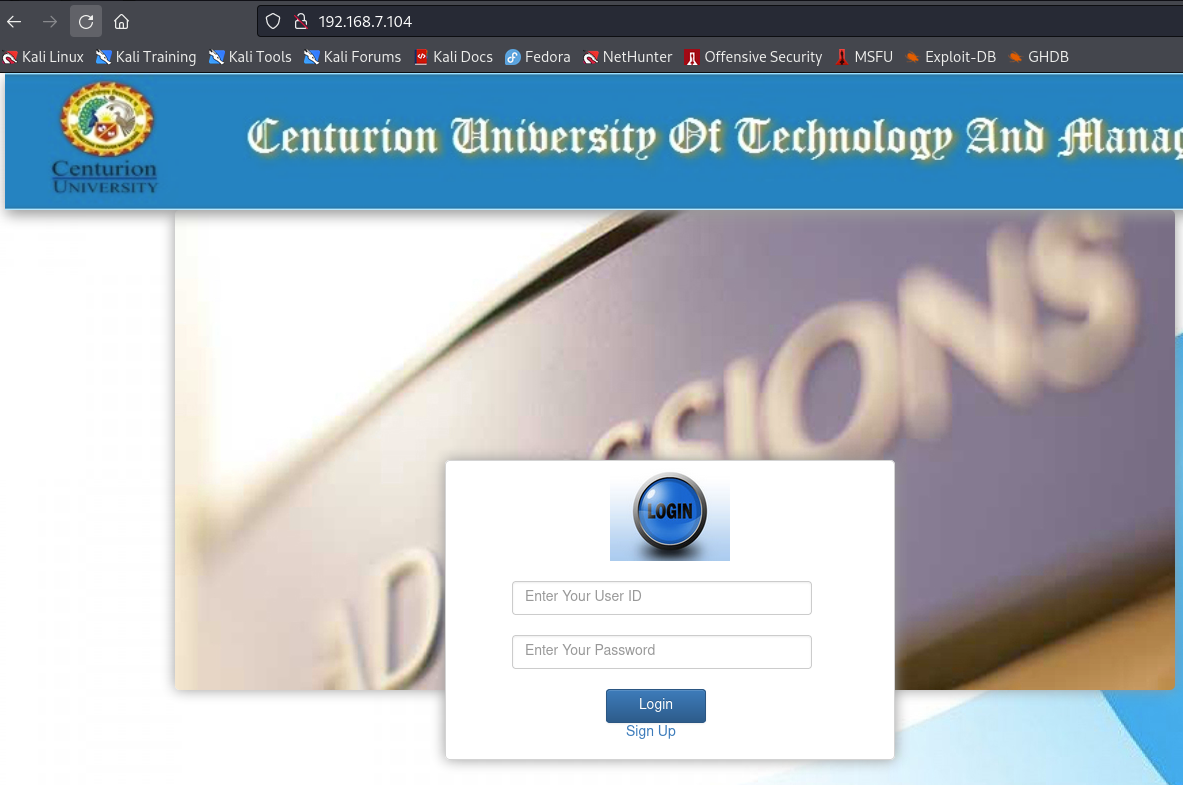 192.168.7.104
Kali Linux Kali Training Kali Tools Kali Forums Kali Docs Fedora NetHunter Offensive Security MSFU Exploit-DB GHDB
Centurion University Of Technology And Manag
Centurion
UNIVERSITY
AD SSIONS
LOGIN
Enter Your User ID
Enter Your Password
Login
Sign Up